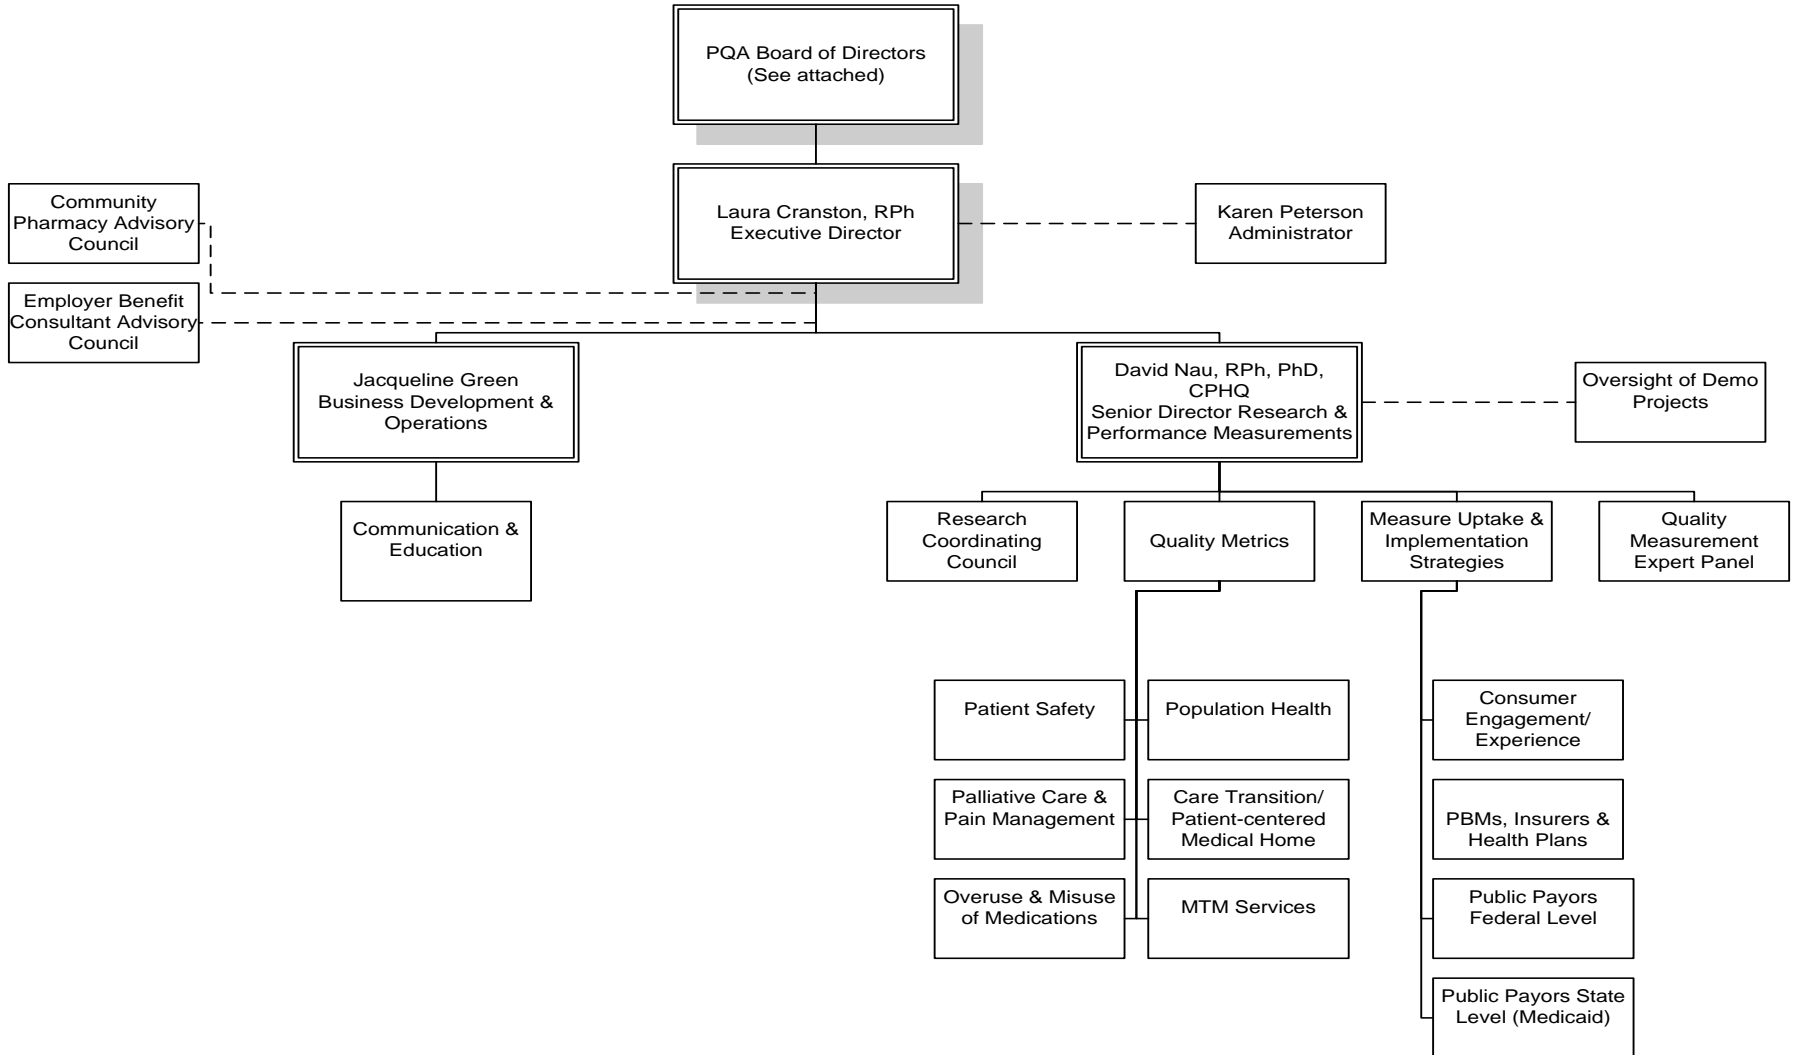 PQA Board of Directors
(See attached)
Laura Cranston, RPh
Executive Director
Karen Peterson
Administrator
Community
Pharmacy Advisory
Council
Employer Benefit
Consultant Advisory
Council
Jacqueline Green
Business Development &
Operations
David Nau, RPh, PhD,
CPHQ
Senior Director Research &
Performance Measurements
Oversight of Demo
Projects
Communication &
Education
Research
Coordinating
Council
Quality Metrics
Measure Uptake &
Implementation
Strategies
Quality
Measurement
Expert Panel
Patient Safety
Population Health
Consumer
Engagement/
Experience
Palliative Care &
Pain Management
Care Transition/
Patient-centered
Medical Home
PBMs, Insurers &
Health Plans
Overuse & Misuse
of Medications
MTM Services
Public Payors
Federal Level
Public Payors State
Level (Medicaid)